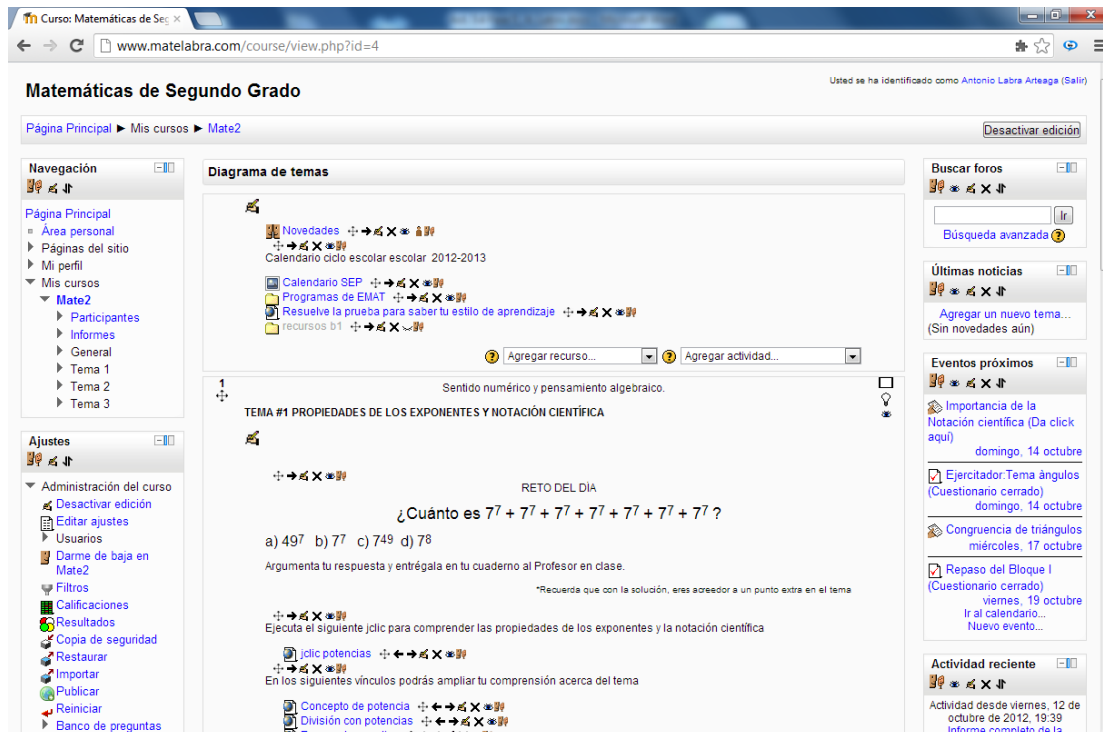 Curso: Matemáticas de Seg
www.matelabra.com/course/view.php?id=4
Matemáticas de Segundo Grado
Usted se ha identificado como Antonio Labra Arteaga (Salir)
Página Principal ► Mis cursos ► Mate2
Desactivar edición
Navegación
Página Principal
Área personal
Páginas del sitio
Mi perfil
Mis cursos
Mate2
Participantes
Informes
General
Tema 1
Tema 2
Tema 3
Ajustes
Administración del curso
Desactivar edición
Editar ajustes
Usuarios
Darme de baja en
Mate2
Filtros
Calificaciones
Resultados
Copia de seguridad
Restaurar
Importar
Publicar
Reiniciar
Banco de preguntas
Diagrama de temas
Novedades
Calendario ciclo escolar escolar 2012-2013
Calendario SEP
Programas de EMAT
Resuelve la prueba para saber tu estilo de aprendizaje
recursos b1
Agregar recurso...
Agregar actividad...
1
Sentido numérico y pensamiento algebraico.
TEMA #1 PROPIEDADES DE LOS EXPONENTES Y NOTACIÓN CIENTÌFICA
RETO DEL DÌA
¿Cuánto es 7⁷ + 7⁷ + 7⁷ + 7⁷ + 7⁷ + 7⁷ + 7⁷ ?
a) 49⁷ b) 7⁷ c) 7⁴⁹ d) 7⁸
Argumenta tu respuesta y entrégala en tu cuaderno al Profesor en clase.
*Recuerda que con la solución, eres acreedor a un punto extra en el tema
Ejecuta el siguiente jclic para comprender las propiedades de los exponentes y la notación científica
jclic potencias
En los siguientes vínculos podrás ampliar tu comprensión acerca del tema
Concepto de potencia
División con potencias
Buscar foros
Ir
Búsqueda avanzada
Últimas noticias
Agregar un nuevo tema...
(Sin novedades aún)
Eventos próximos
Importancia de la
Notación científica (Da click
aquí)
domingo, 14 octubre
Ejercitador:Tema àngulos
(Cuestionario cerrado)
domingo, 14 octubre
Congruencia de triángulos
miércoles, 17 octubre
Repaso del Bloque I
(Cuestionario cerrado)
viernes, 19 octubre
Ir al calendario...
Nuevo evento...
Actividad reciente
Actividad desde viernes, 12 de
octubre de 2012, 19:39
Informe completo de la